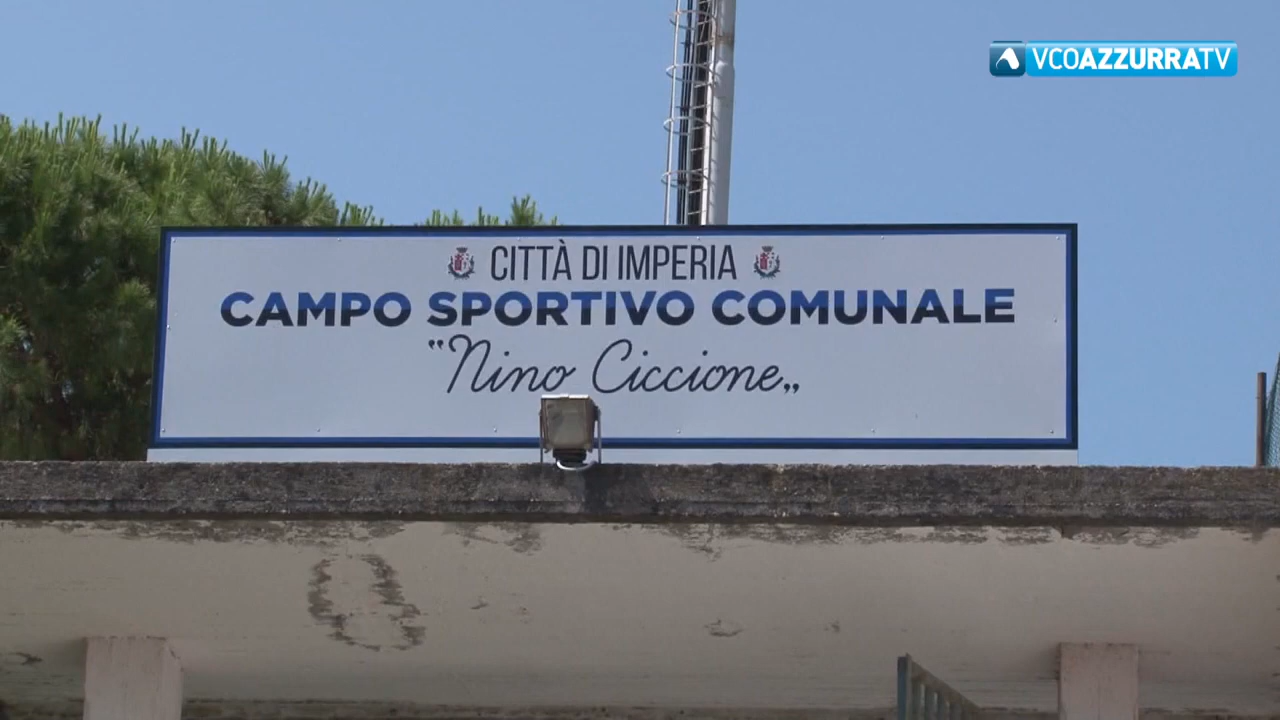 VCOAZZURRATV
CITTÀ DI IMPERIA
CAMPO SPORTIVO COMUNALE
"Nino Ciccione„